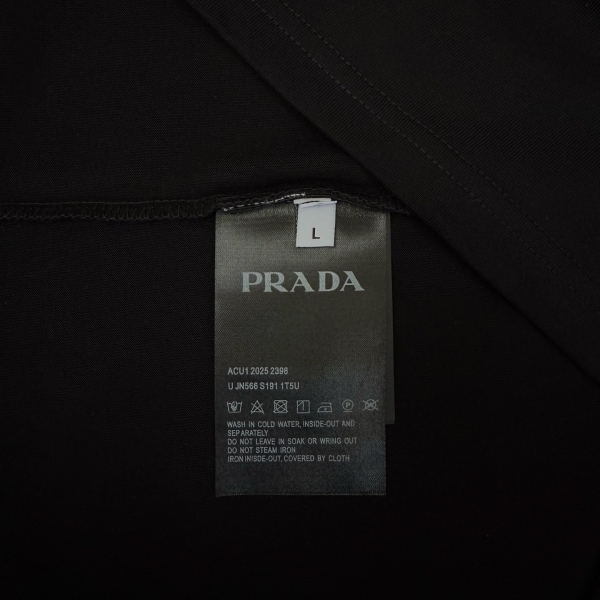 L
PRADA
ACU1 2025 2398
U JN566 S191 1T5U
WASH IN COLD WATER, INSIDE-OUT AND
SEPARATELY
DO NOT LEAVE IN SOAK OR WRING OUT
DO NOT STEAM IRON
IRON INSIDE-OUT, COVERED BY CLOTH